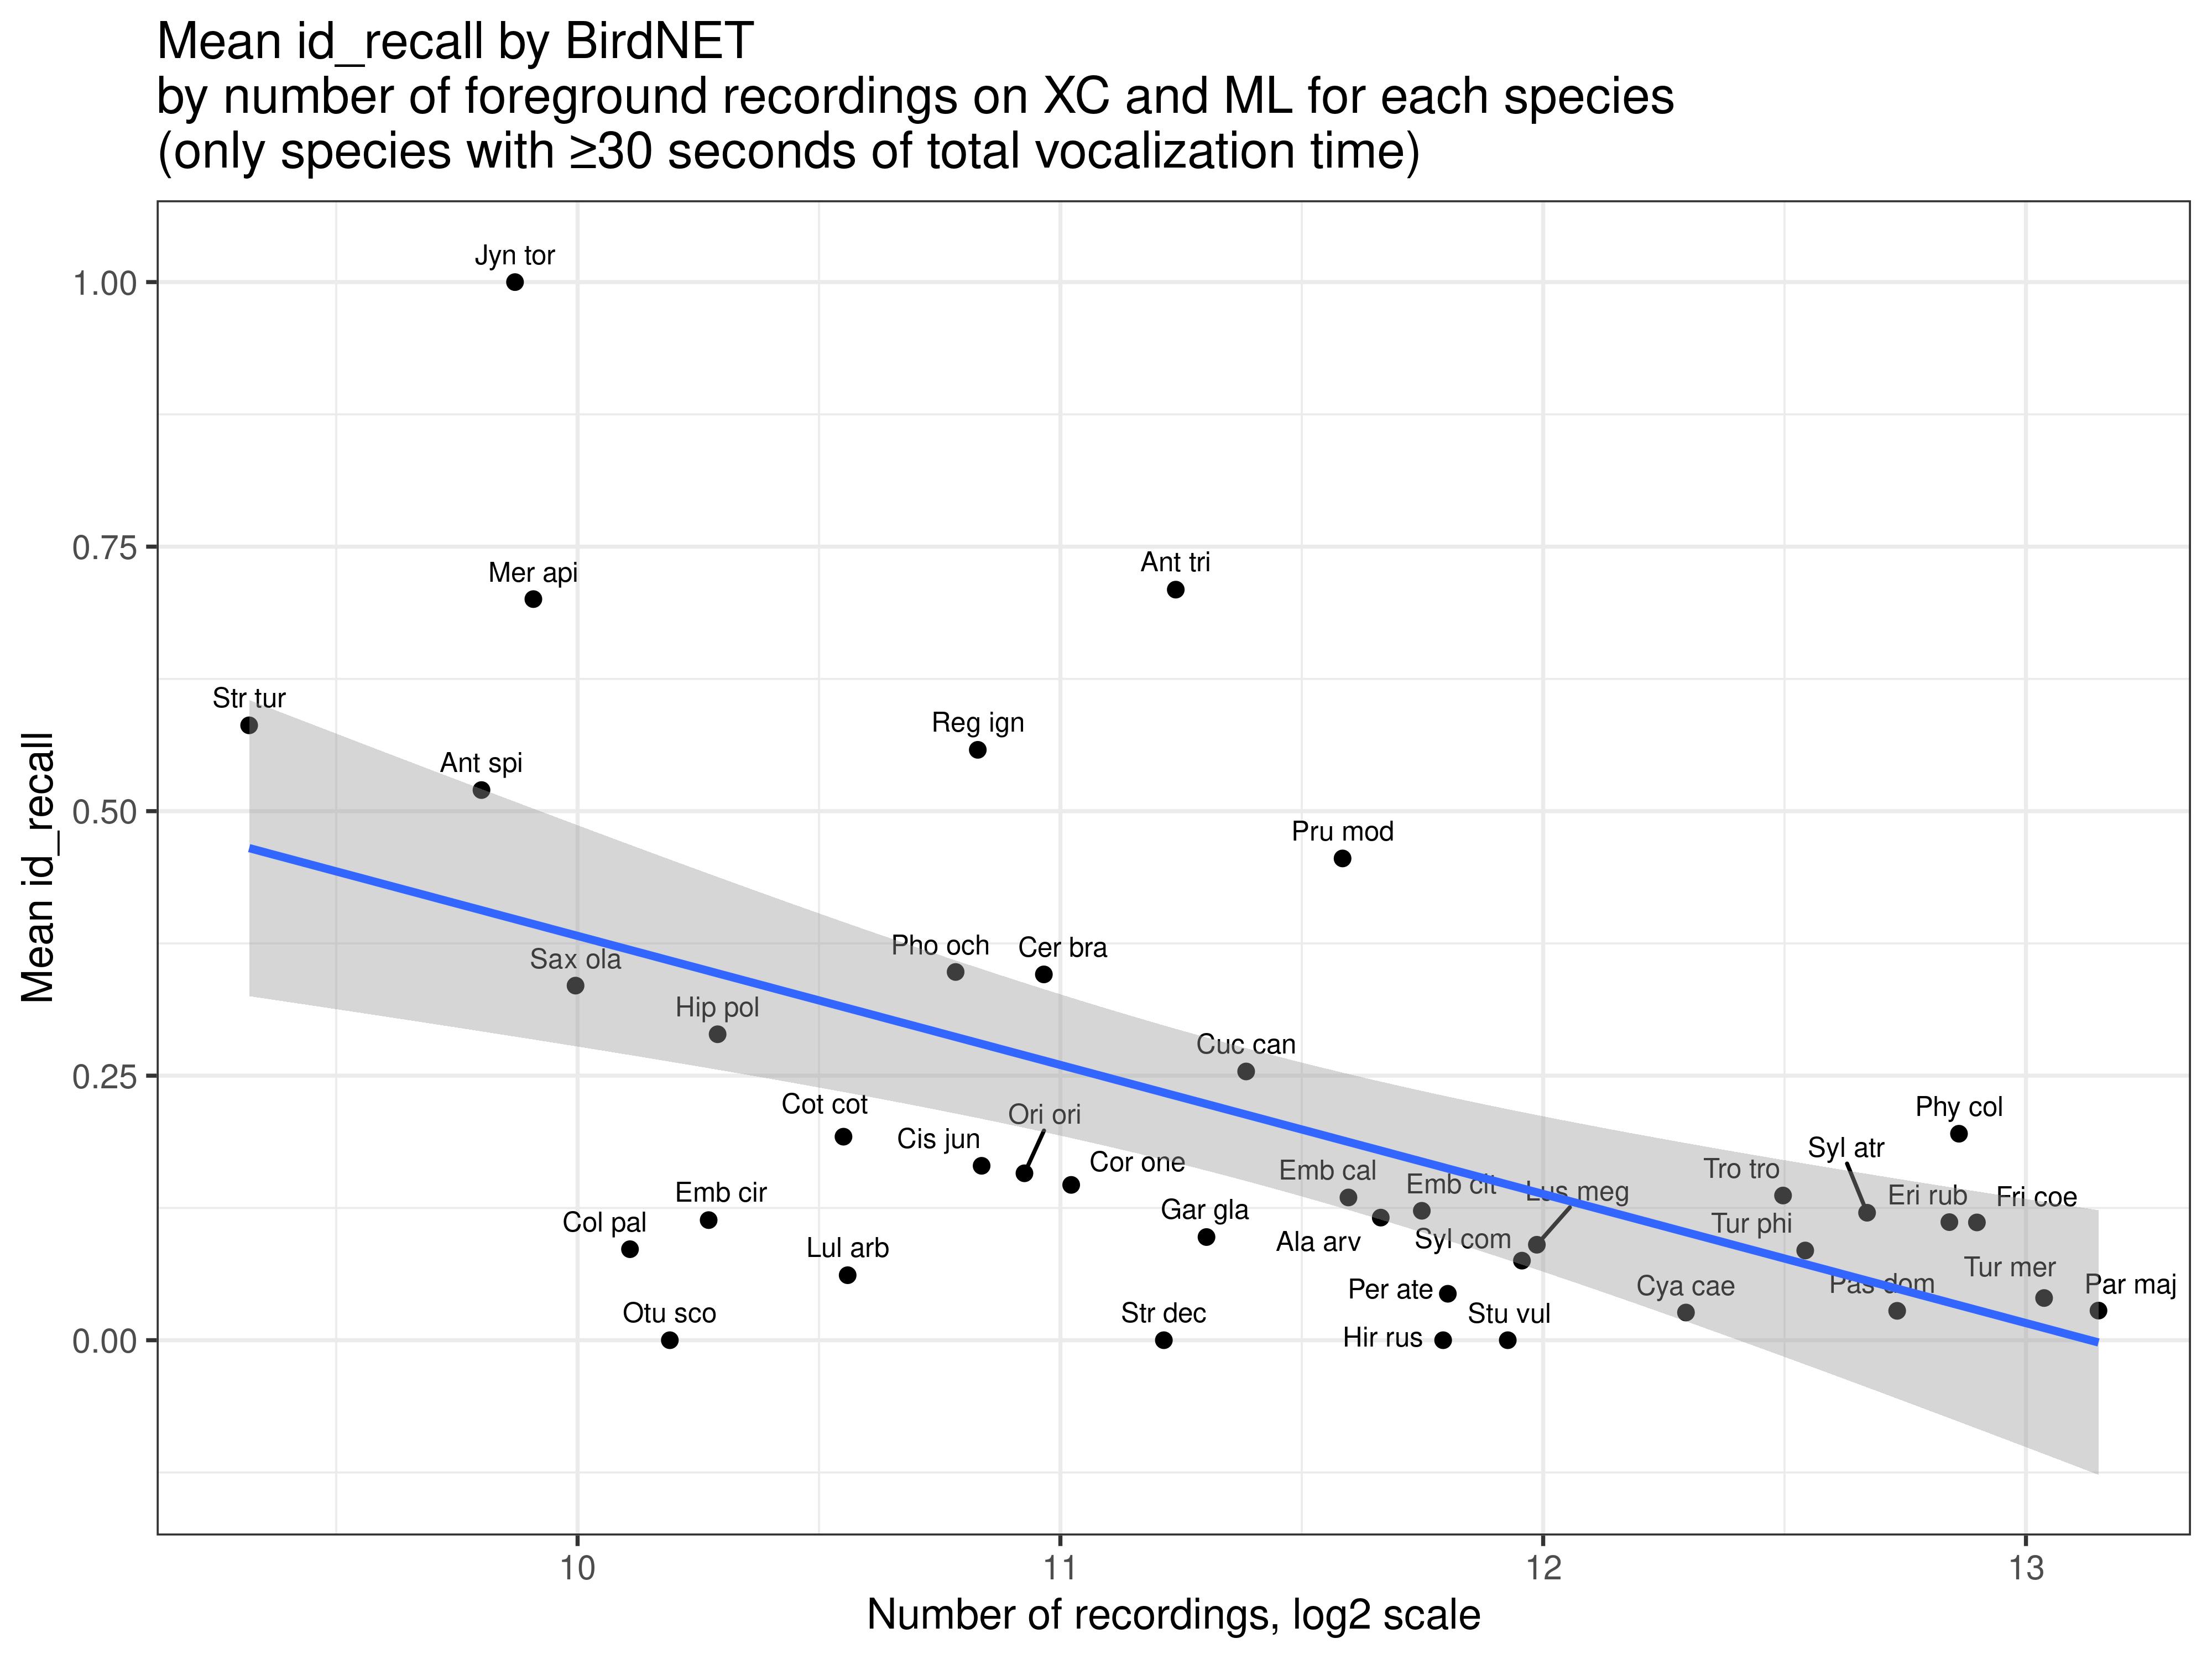 Mean id_recall by BirdNET
by number of foreground recordings on XC and ML for each species
(only species with ≥30 seconds of total vocalization time)
Mean id_recall
1.00
0.75
0.50
0.25
0.00
Jyn tor
Ant tri
Mer api
Str tur
Reg ign
Ant spi
Pru mod
Pho och
Cer bra
Sax ola
Hip pol
Cuc can
Cot cot
Ori ori
Phy col
Cis jun
Syl atr
Cor one
Emb cal
Tro tro
Emb cit
Lus meg
Emb cir
Eri rub
Fri coe
Gar gla
Col pal
Tur phi
Ala arv
Syl com
Lul arb
Tur mer
Per ate
Cya cae
Pas dom
Par maj
Otu sco
Str dec
Stu vul
Hir rus
10
11
12
13
Number of recordings, log2 scale